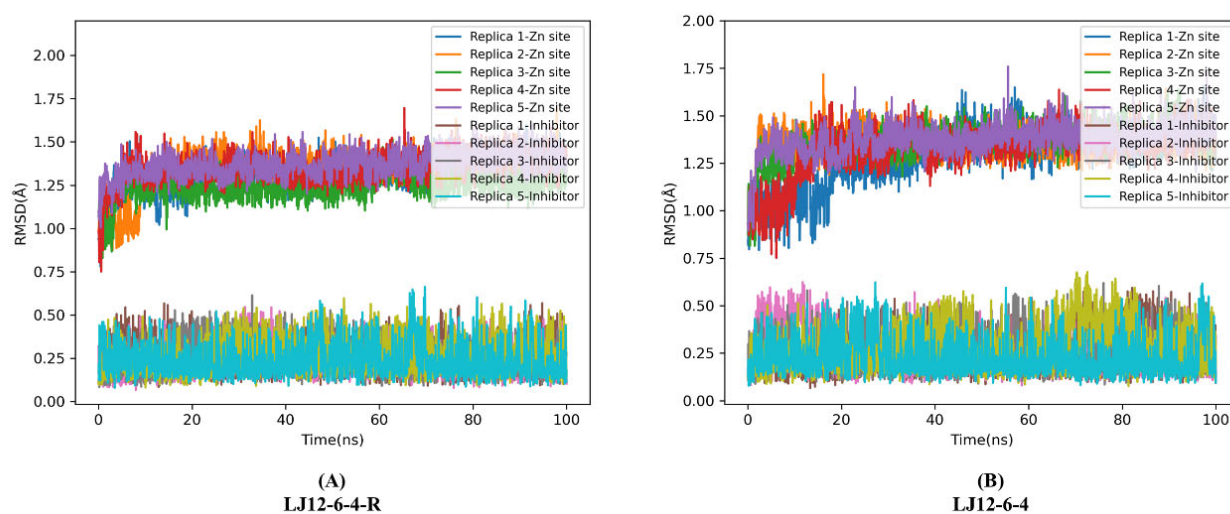 2.00
1.75
1.50
1.25
1.00
0.75
0.50
0.25
0.00
RMSD(Å)
0
20
40
60
80
100
Time(ns)
Replica 1-Zn site
Replica 2-Zn site
Replica 3-Zn site
Replica 4-Zn site
Replica 5-Zn site
Replica 1-Inhibitor
Replica 2-Inhibitor
Replica 3-Inhibitor
Replica 4-Inhibitor
Replica 5-Inhibitor
(A)
LJ12-6-4-R
2.00
1.75
1.50
1.25
1.00
0.75
0.50
0.25
0.00
RMSD(Å)
0
20
40
60
80
100
Time(ns)
Replica 1-Zn site
Replica 2-Zn site
Replica 3-Zn site
Replica 4-Zn site
Replica 5-Zn site
Replica 1-Inhibitor
Replica 2-Inhibitor
Replica 3-Inhibitor
Replica 4-Inhibitor
Replica 5-Inhibitor
(B)
LJ12-6-4